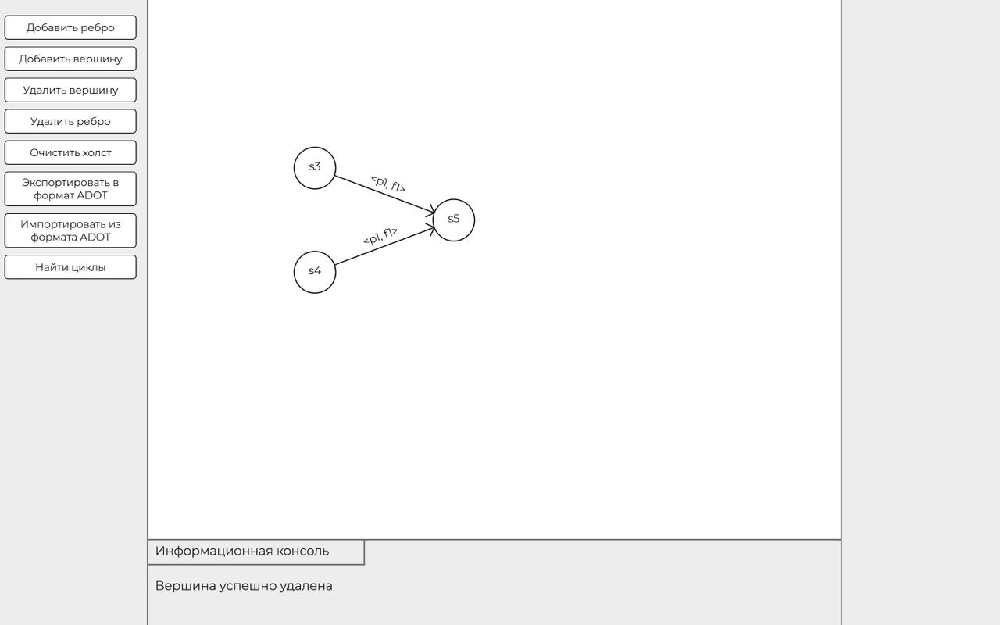 Добавить ребро
Добавить вершину
Удалить вершину
Удалить ребро
Очистить холст
Экспортировать в
формат ADOT
Импортировать из
формата ADOT
Найти циклы
s3
<p1, f1>
s5
<p1, f1>
s4
Информационная консоль
Вершина успешно удалена